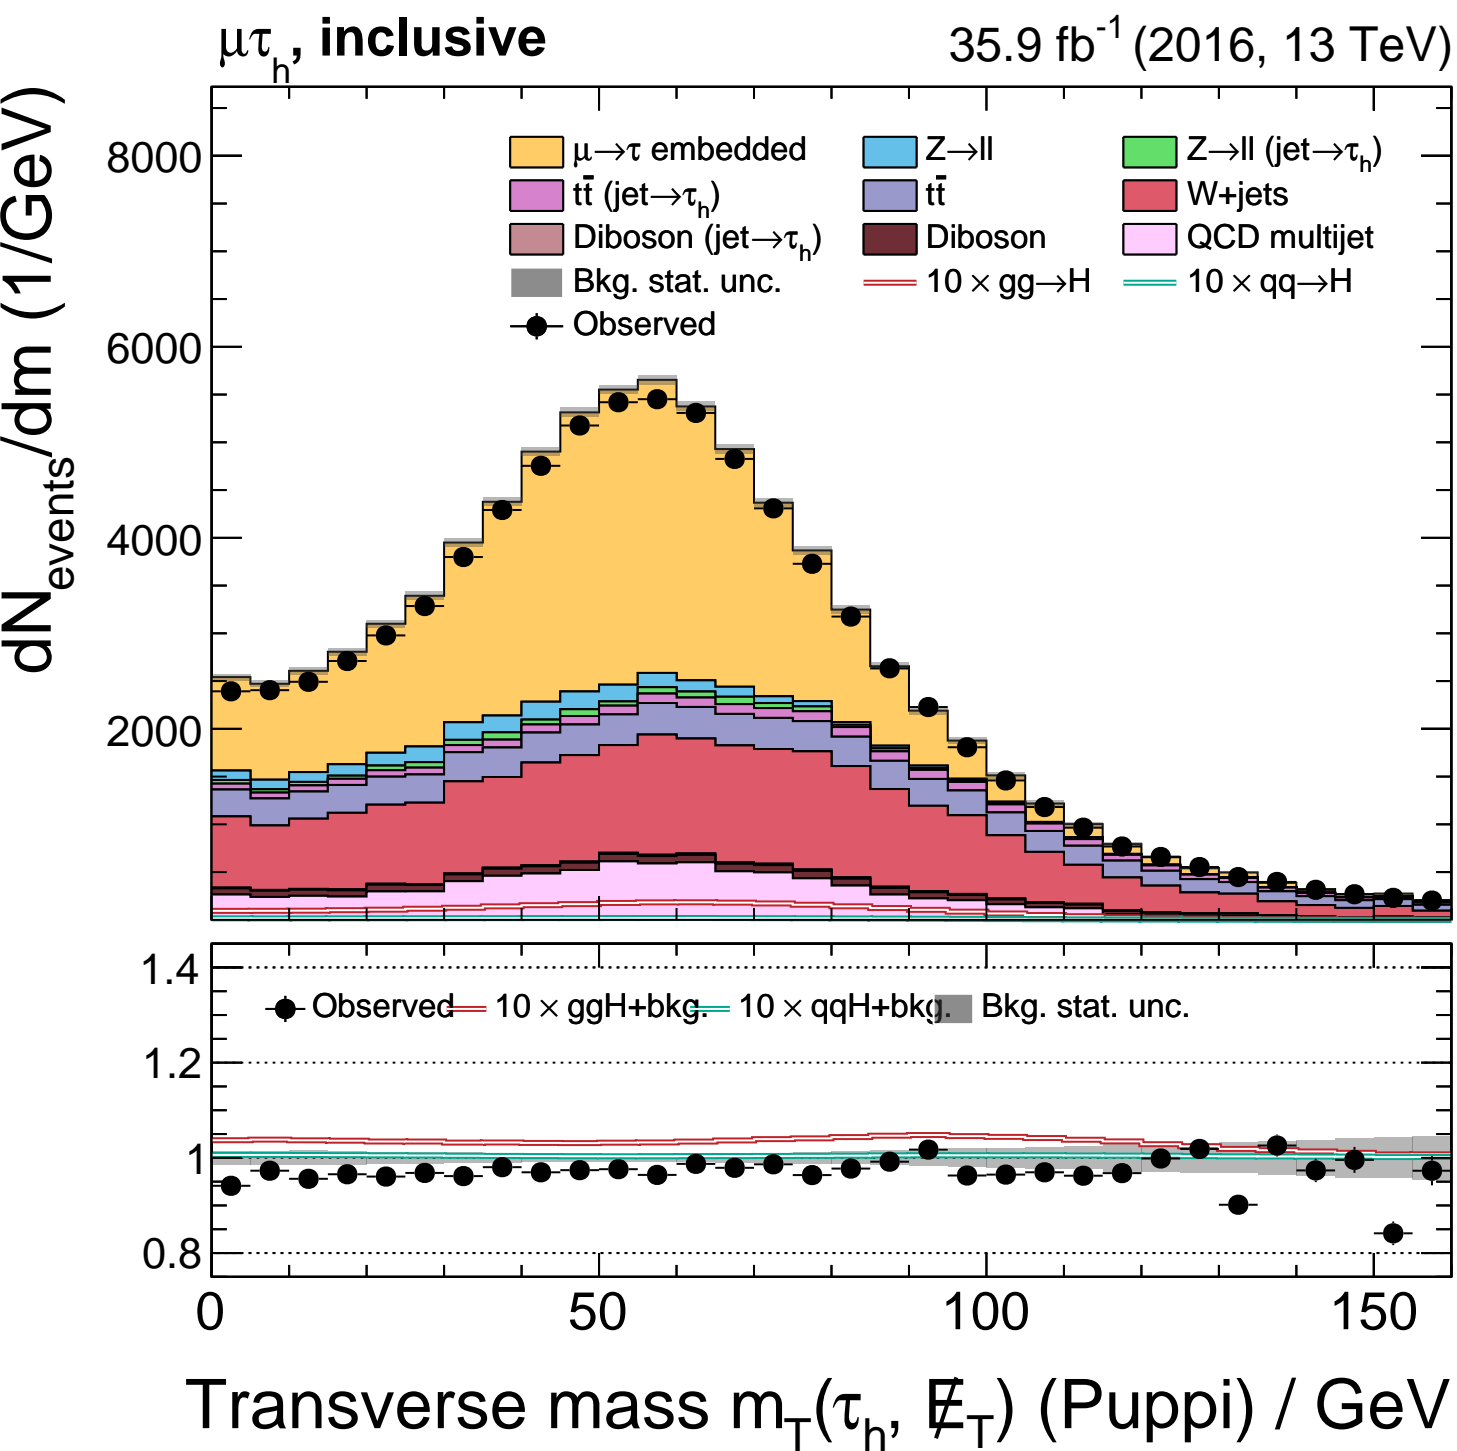 μτh, inclusive 35.9 fb-1 (2016, 13 TeV)
dNevents/dm (1/GeV)
8000
6000
4000
2000
μ→τ embedded Z→ll Z→ll (jet→τh)
tt̄ (jet→τh) tt̄ W+jets
Diboson (jet→τh) Diboson QCD multijet
Bkg. stat. unc. 10 × gg→H 10 × qq→H
Observed
1.4
1.2
1
0.8
Observed 10 × ggH+bkg. 10 × qqH+bkg. Bkg. stat. unc.
0 50 100 150
Transverse mass mT(τh, E̸T) (Puppi) / GeV